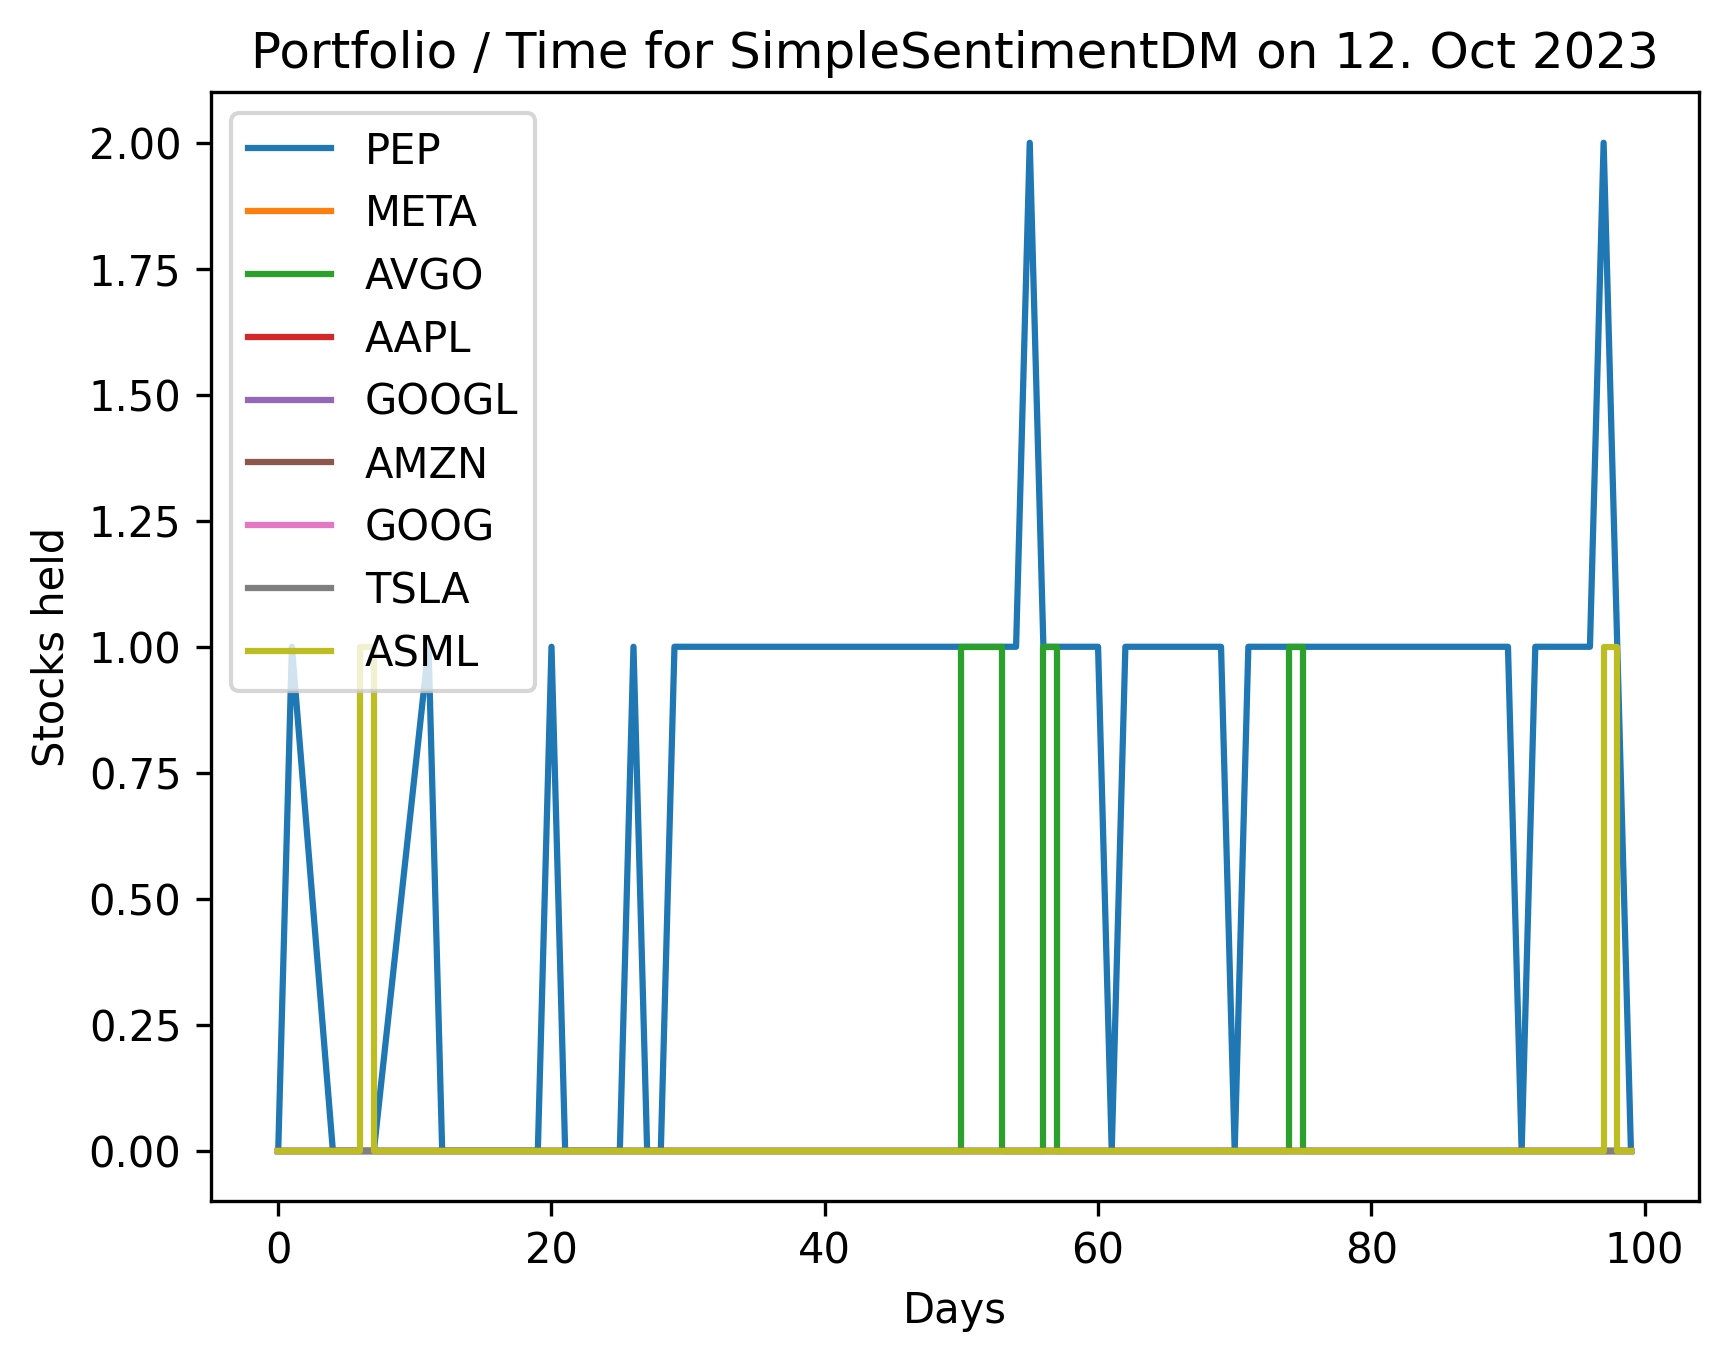 Portfolio / Time for SimpleSentimentDM on 12. Oct 2023
PEP
META
AVGO
AAPL
GOOGL
AMZN
GOOG
TSLA
ASML
Stocks held
2.00
1.75
1.50
1.25
1.00
0.75
0.50
0.25
0.00
0 20 40 60 80 100
Days